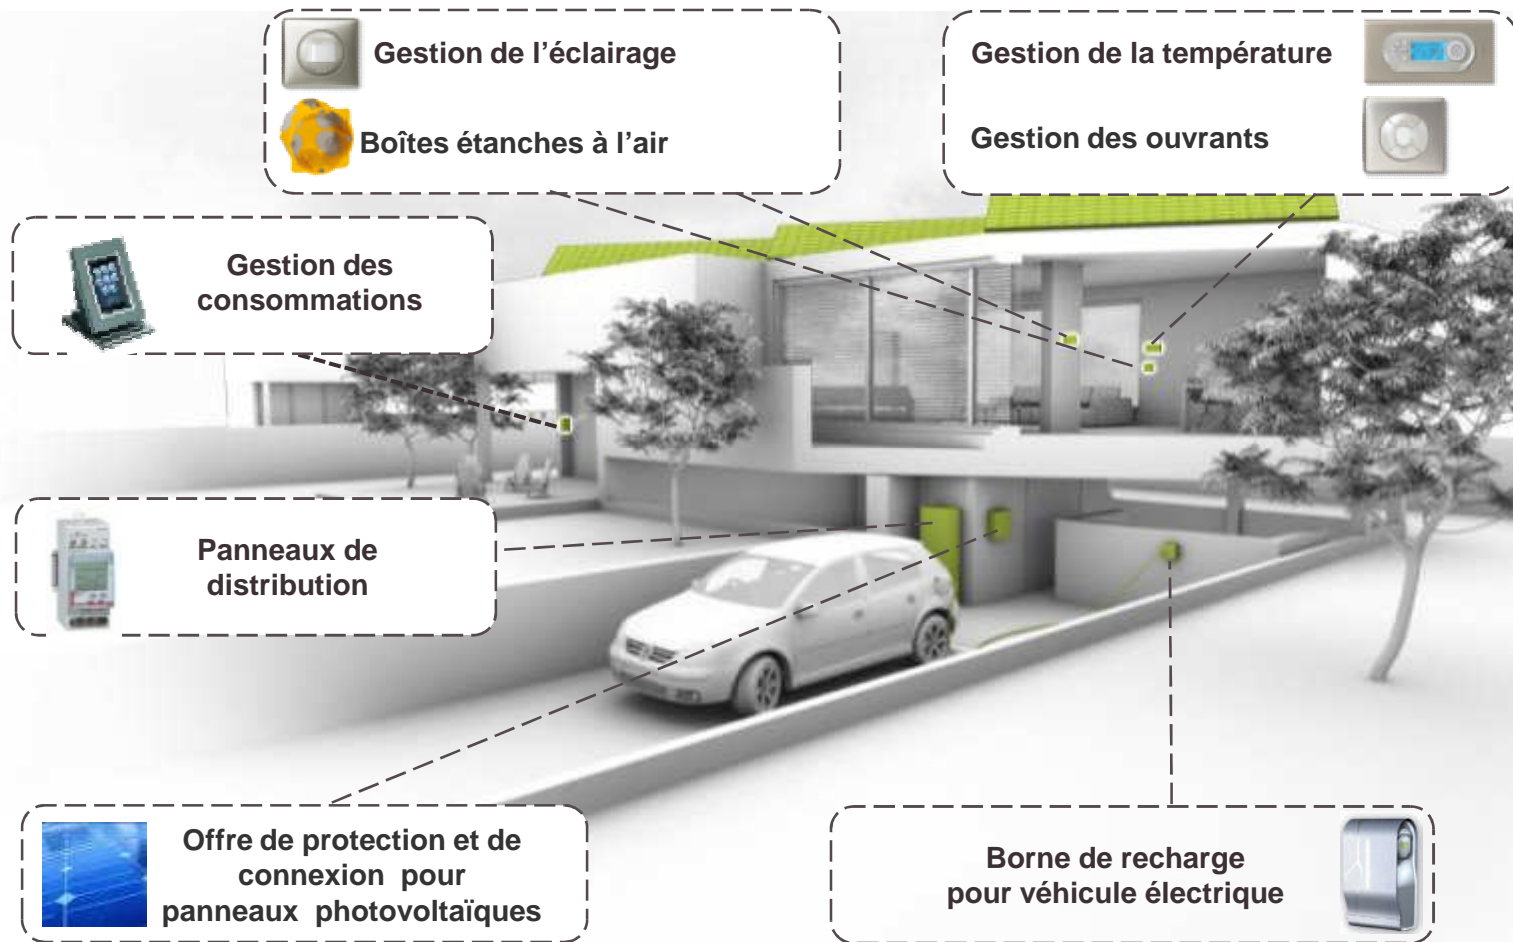 Gestion de l’éclairage
Boîtes étanches à l’air
Gestion de la température
Gestion des ouvrants
Gestion des
consommations
Panneaux de
distribution
Offre de protection et de
connexion pour
panneaux photovoltaïques
Borne de recharge
pour véhicule électrique